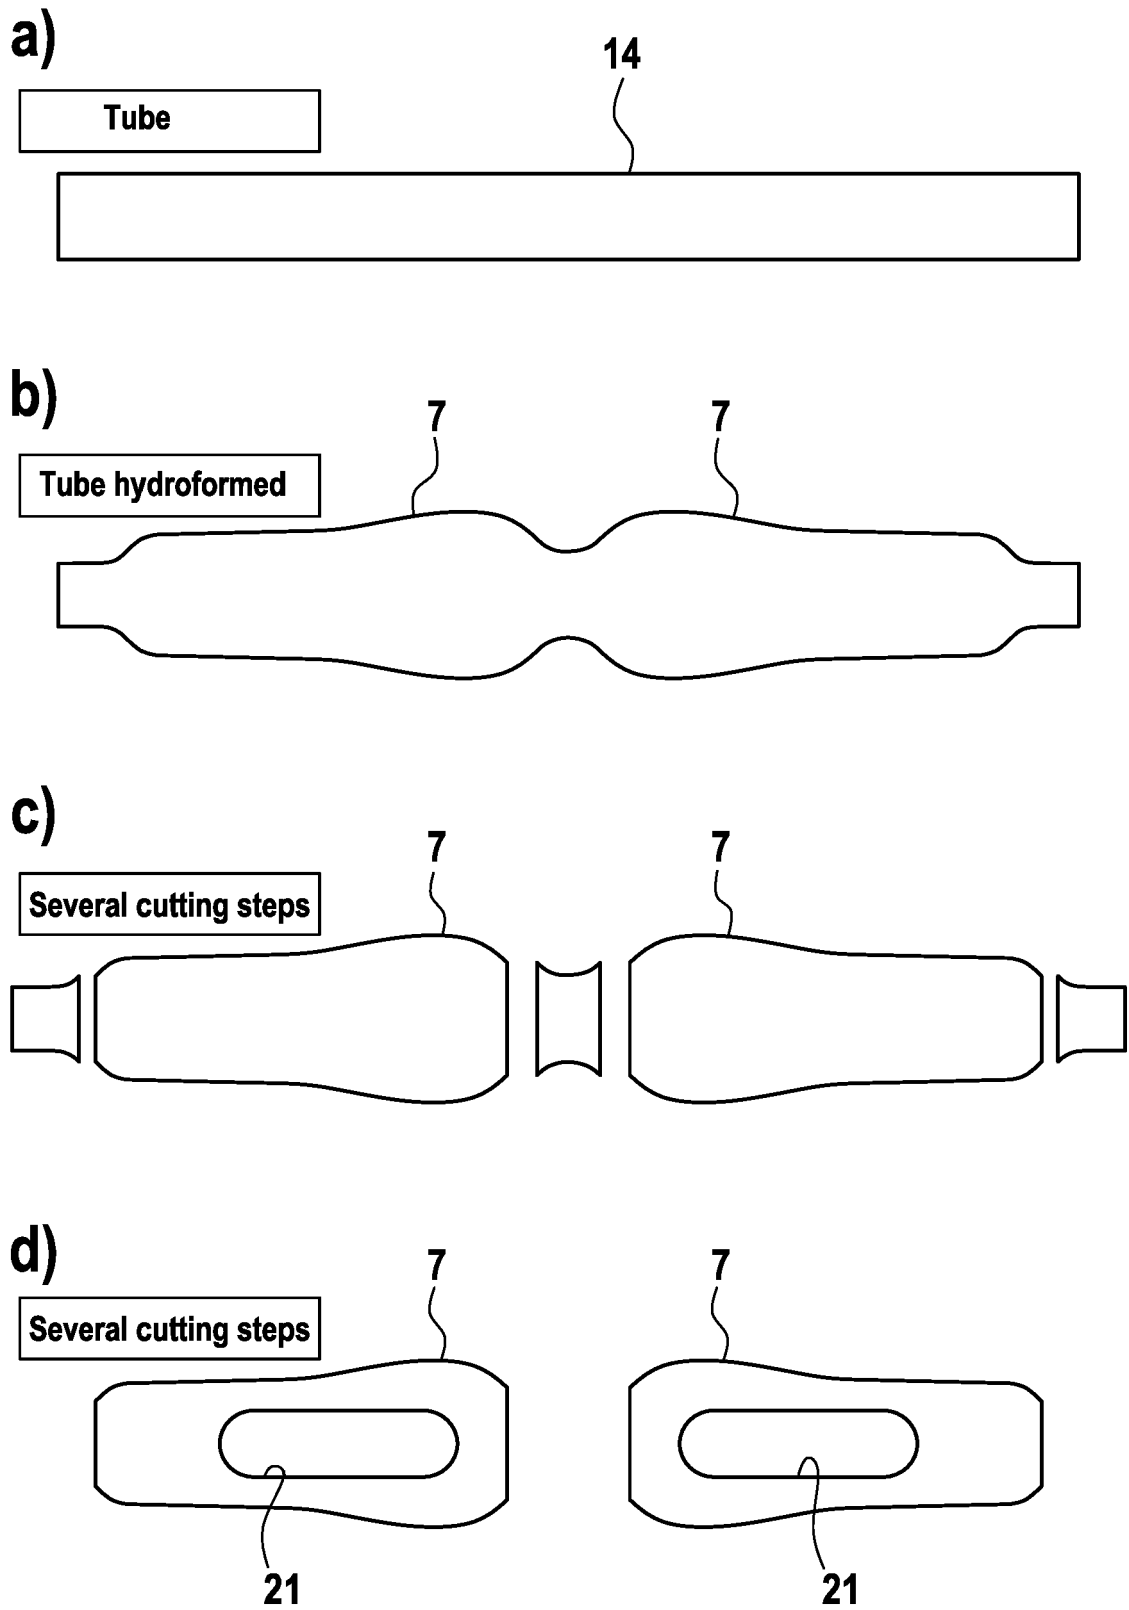 a)
14
Tube
b)
7 7
Tube hydroformed
c)
7 7
Several cutting steps
d)
7 7
Several cutting steps
21 21